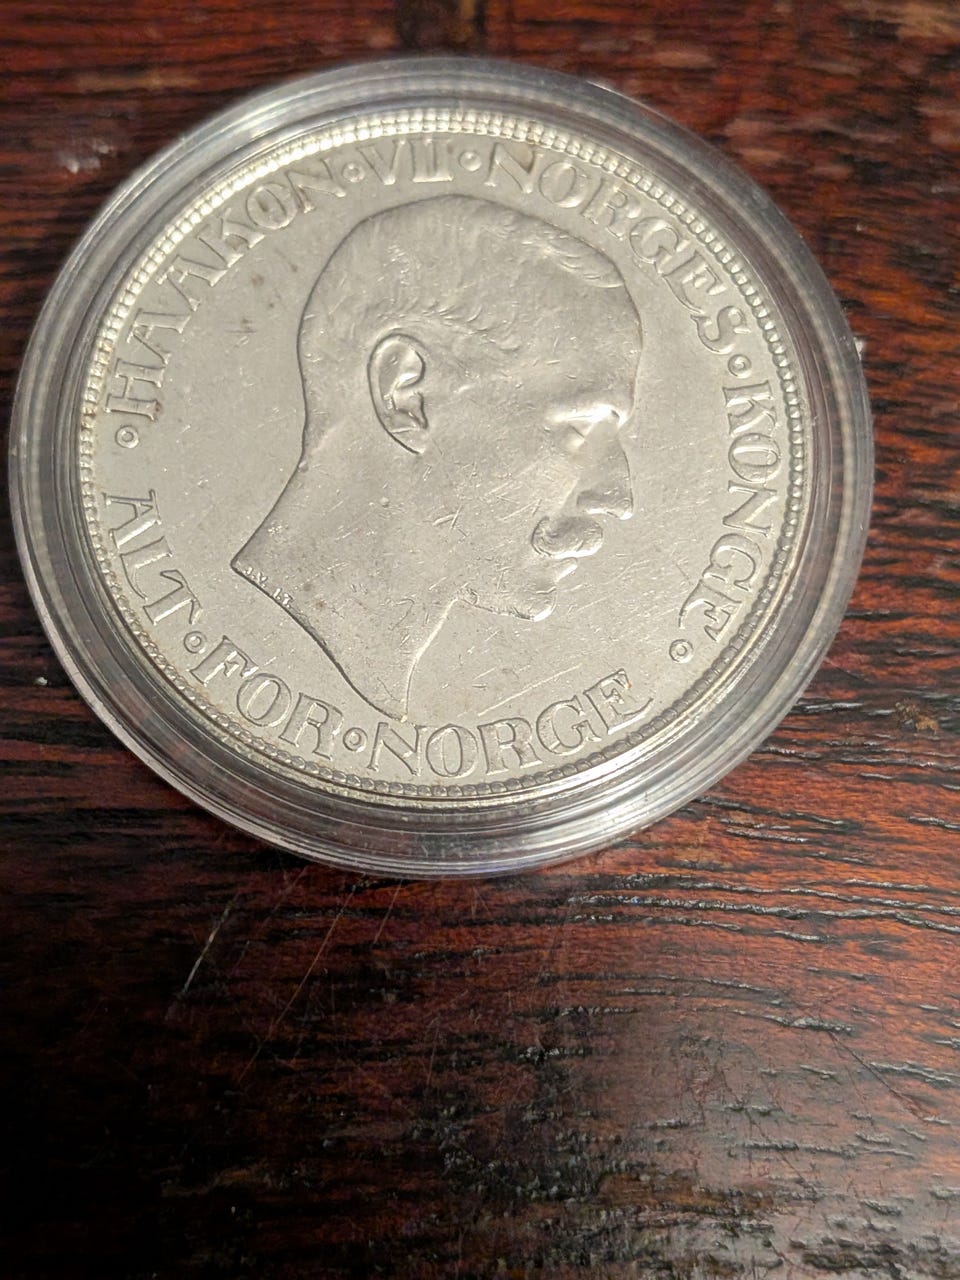 HAAKON · VII · NORGES · KONGE ·
ALT · FOR · NORGE